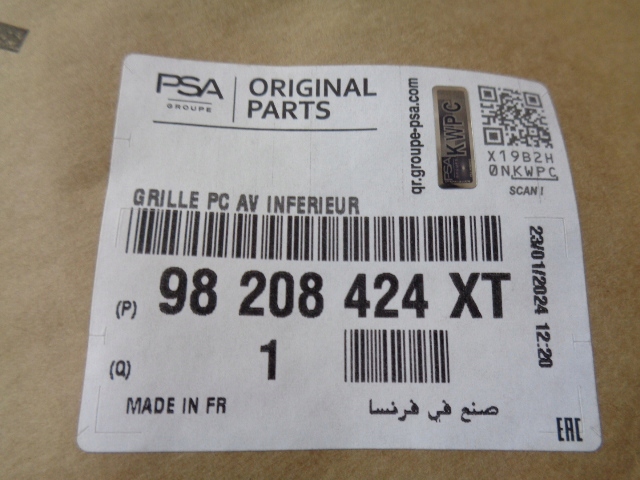 PSA
GROUPE
ORIGINAL
PARTS
qr.groupe-psa.com
PSA
KWPC
X19B2H
0NKWPC
SCAN !
GRILLE PC AV INFERIEUR
(P) 98 208 424 XT
23/01/2024 12:20
(Q) 1
MADE IN FR
صنع في فرنسا
EAC